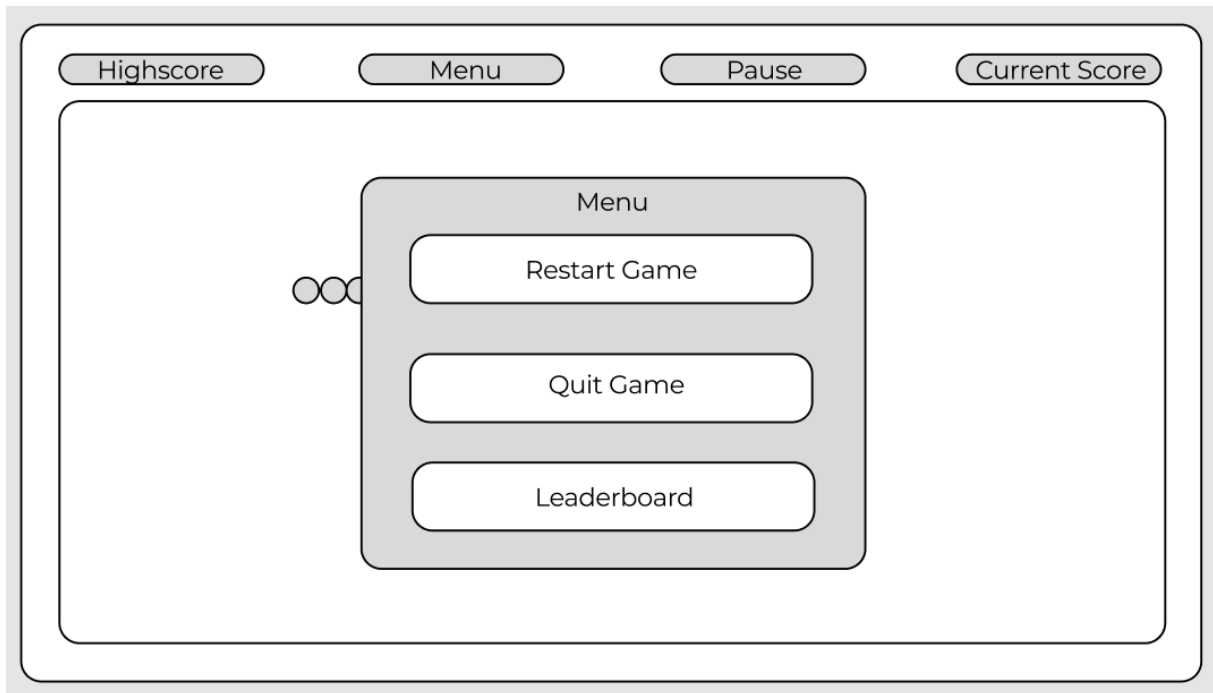 Highscore
Menu
Pause
Current Score
Menu
Restart Game
Quit Game
Leaderboard